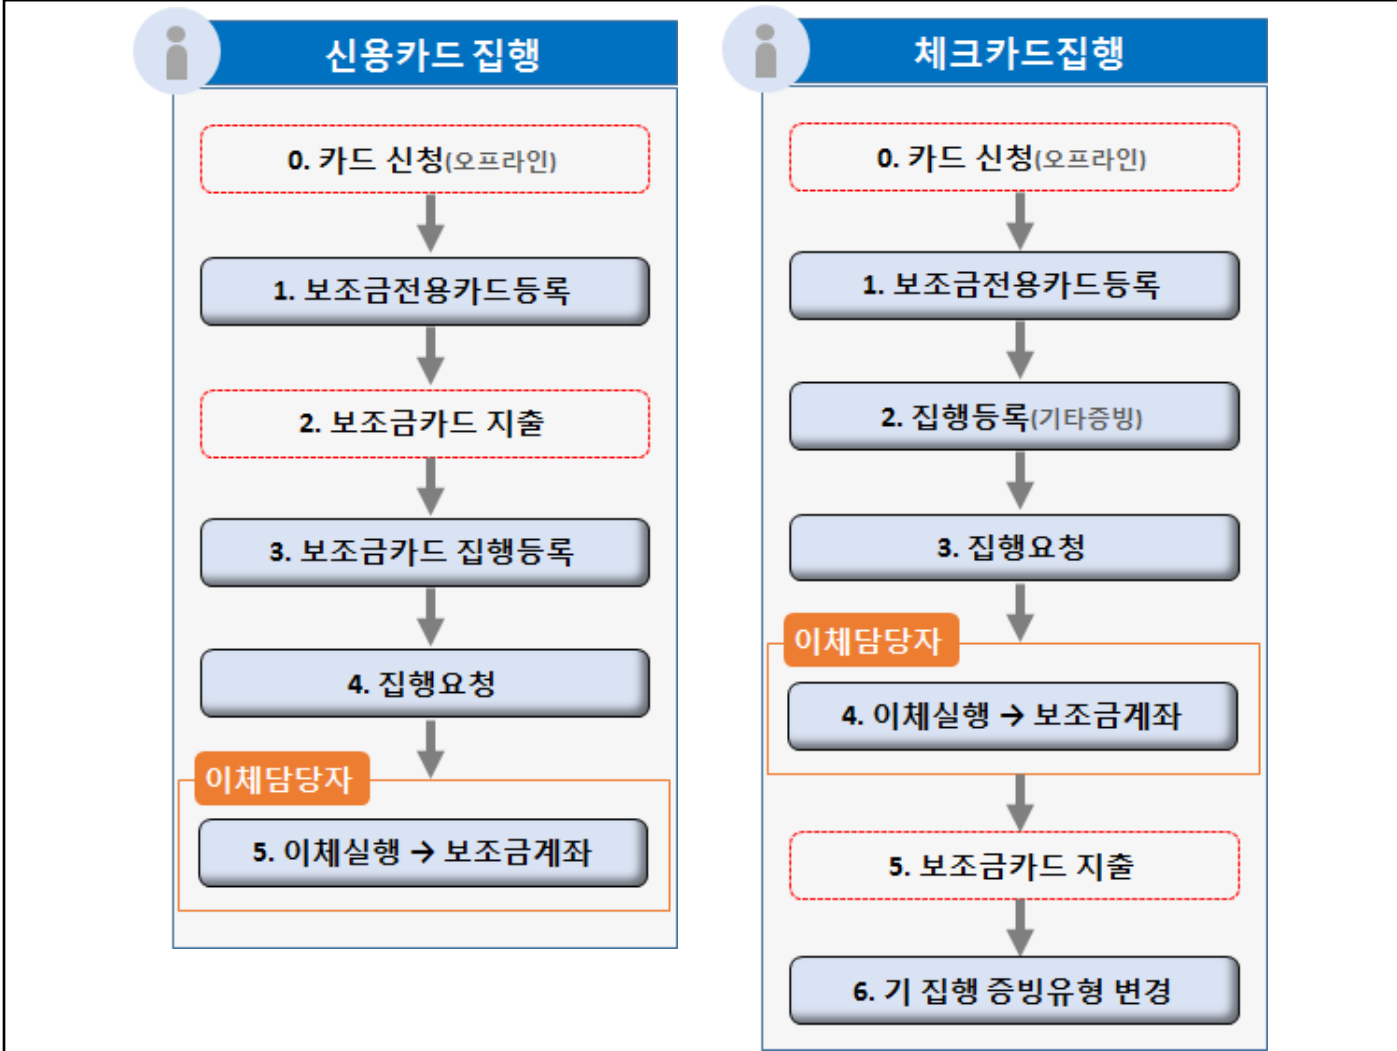 신용카드 집행
0. 카드 신청(오프라인)
1. 보조금전용카드등록
2. 보조금카드 지출
3. 보조금카드 집행등록
4. 집행요청
이체담당자
5. 이체실행 → 보조금계좌
체크카드집행
0. 카드 신청(오프라인)
1. 보조금전용카드등록
2. 집행등록(기타증빙)
3. 집행요청
이체담당자
4. 이체실행 → 보조금계좌
5. 보조금카드 지출
6. 기 집행 증빙유형 변경